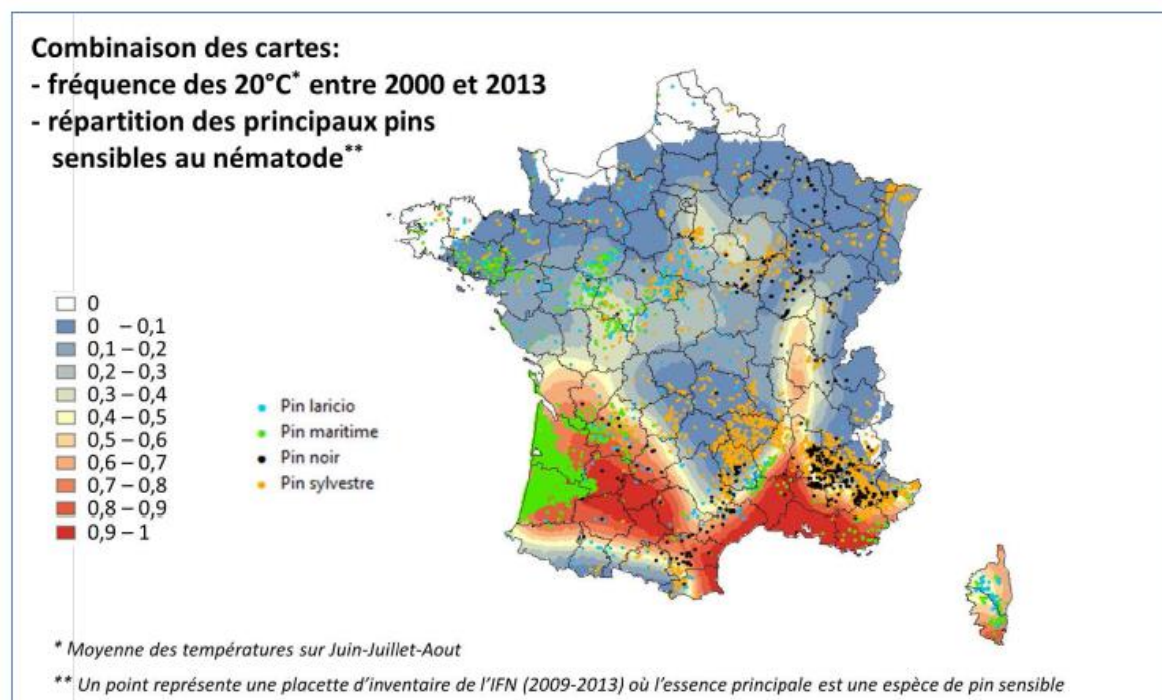 Combinaison des cartes:
- fréquence des 20°C* entre 2000 et 2013
- répartition des principaux pins
sensibles au nématode**
0
0 – 0,1
0,1 – 0,2
0,2 – 0,3
0,3 – 0,4
0,4 – 0,5
0,5 – 0,6
0,6 – 0,7
0,7 – 0,8
0,8 – 0,9
0,9 – 1
Pin laricio
Pin maritime
Pin noir
Pin sylvestre
* Moyenne des températures sur Juin-Juillet-Aout
** Un point représente une placette d'inventaire de l'IFN (2009-2013) où l'essence principale est une espèce de pin sensible